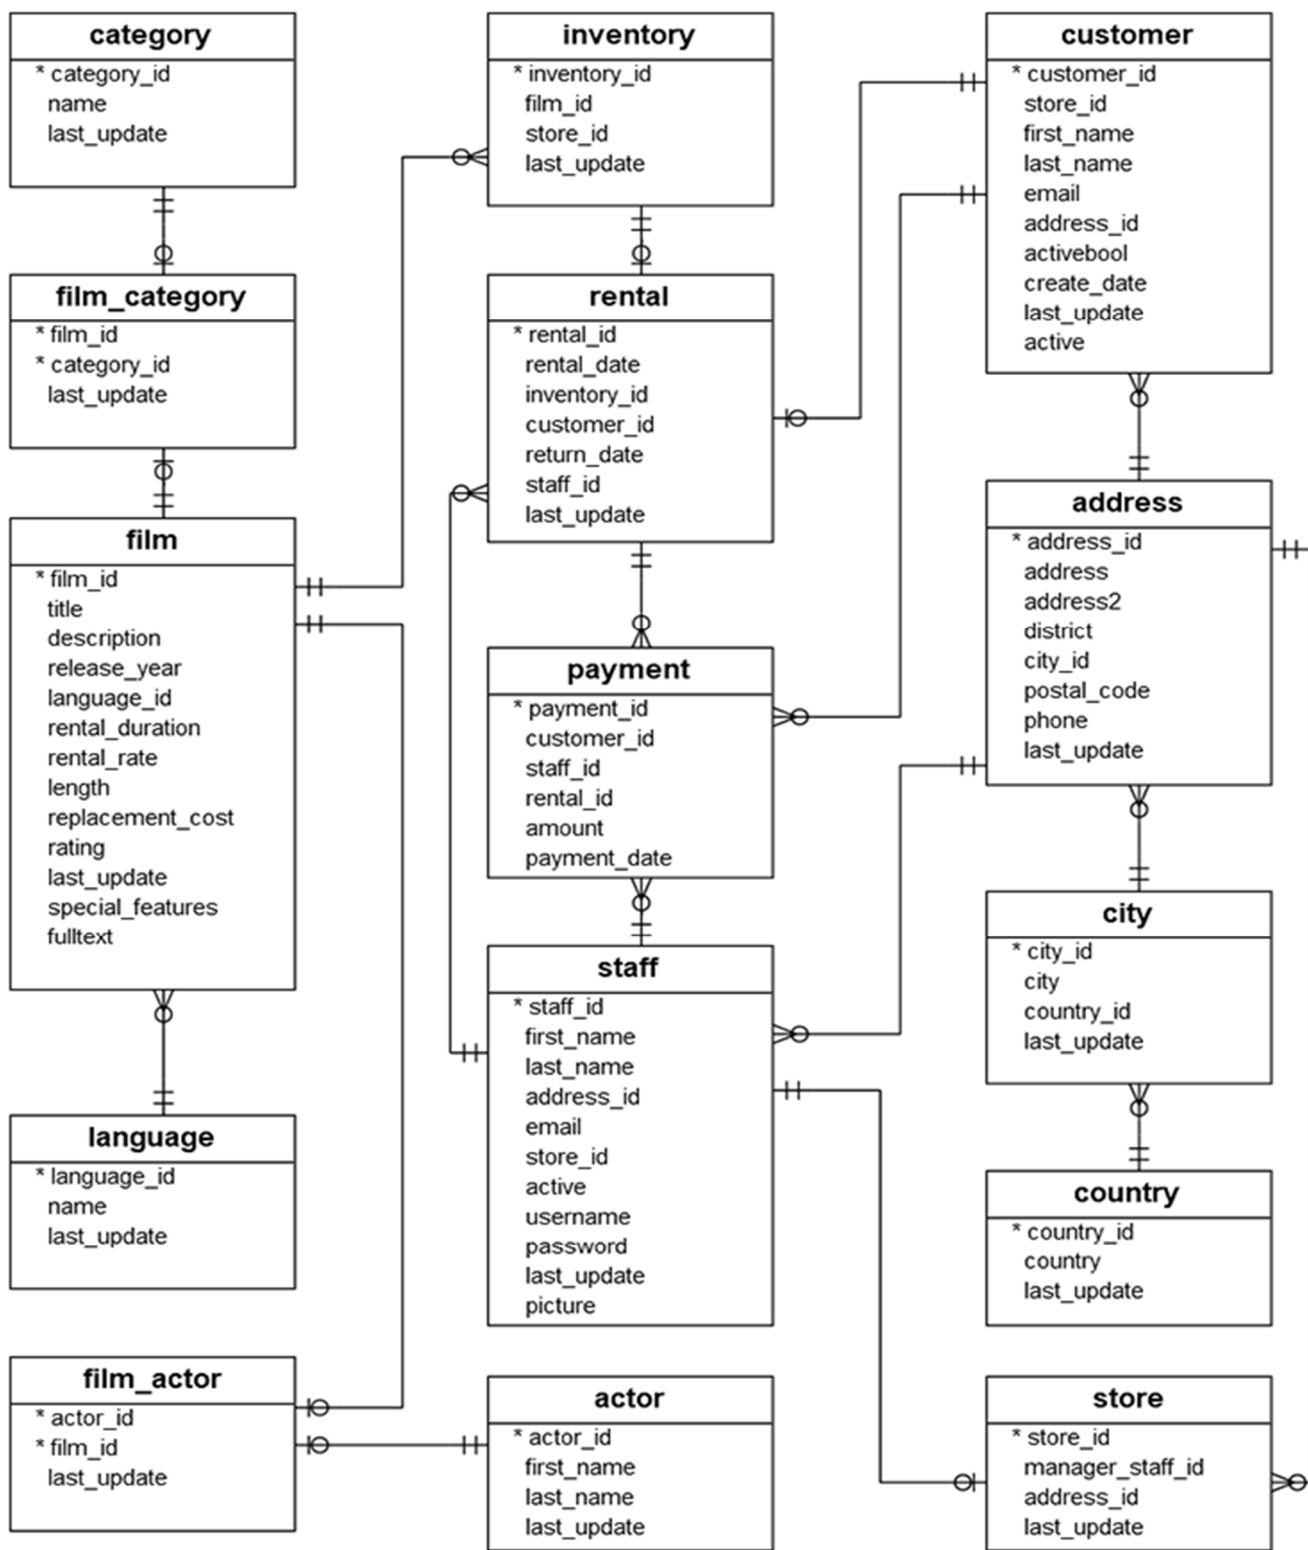 category
* category_id
name
last_update
film_category
* film_id
* category_id
last_update
film
* film_id
title
description
release_year
language_id
rental_duration
rental_rate
length
replacement_cost
rating
last_update
special_features
fulltext
language
* language_id
name
last_update
film_actor
* actor_id
* film_id
last_update
inventory
* inventory_id
film_id
store_id
last_update
rental
* rental_id
rental_date
inventory_id
customer_id
return_date
staff_id
last_update
payment
* payment_id
customer_id
staff_id
rental_id
amount
payment_date
staff
* staff_id
first_name
last_name
address_id
email
store_id
active
username
password
last_update
picture
actor
* actor_id
first_name
last_name
last_update
customer
* customer_id
store_id
first_name
last_name
email
address_id
activebool
create_date
last_update
active
address
* address_id
address
address2
district
city_id
postal_code
phone
last_update
city
* city_id
city
country_id
last_update
country
* country_id
country
last_update
store
* store_id
manager_staff_id
address_id
last_update